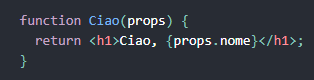 function Ciao(props) {
  return <h1>Ciao, {props.nome}</h1>;
}